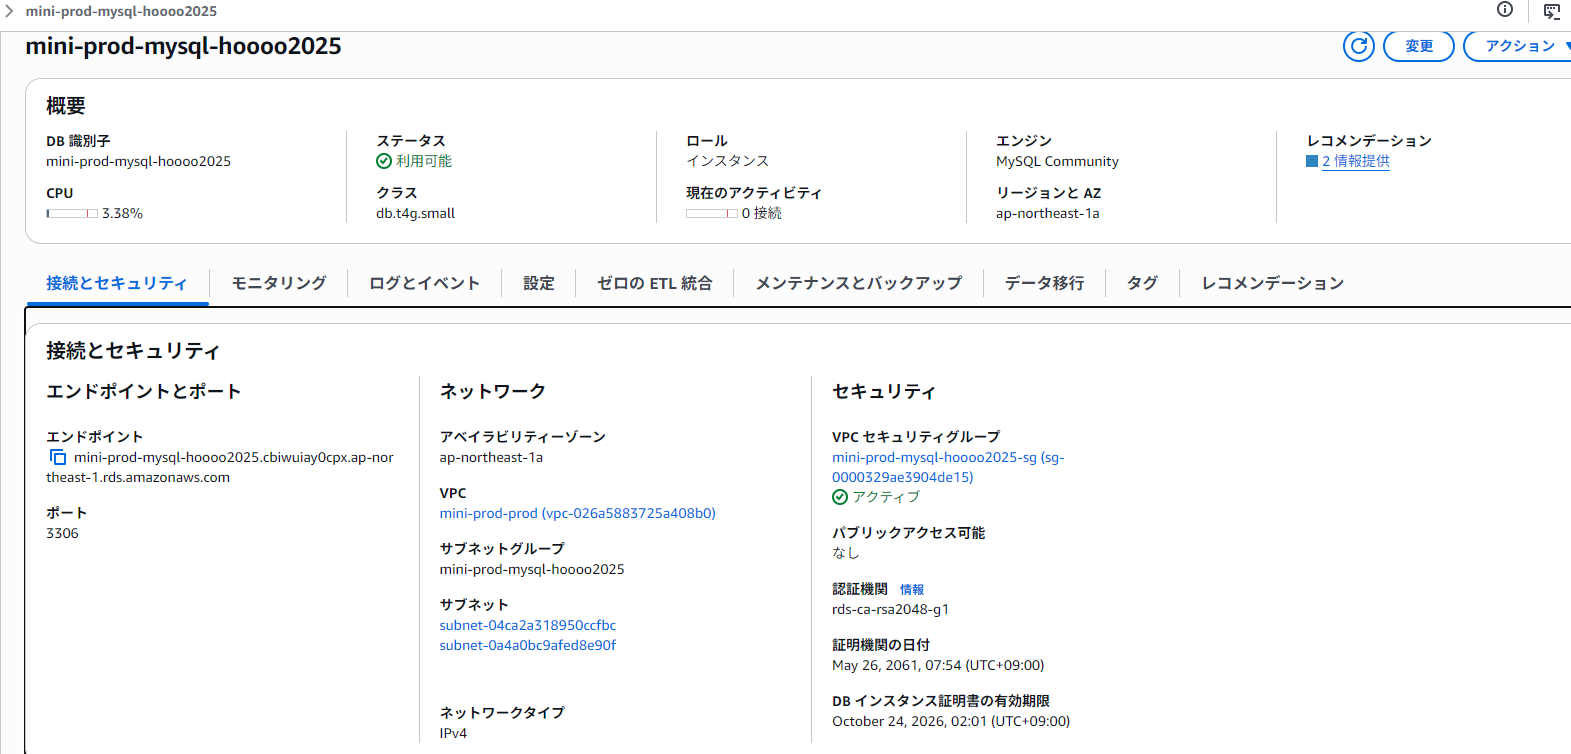 mini-prod-mysql-hoooo2025
mini-prod-mysql-hoooo2025
変更
アクション
概要
DB 識別子
mini-prod-mysql-hoooo2025
CPU
3.38%
ステータス
利用可能
クラス
db.t4g.small
ロール
インスタンス
現在のアクティビティ
0 接続
エンジン
MySQL Community
リージョンと AZ
ap-northeast-1a
レコメンデーション
2 情報提供
接続とセキュリティ
モニタリング
ログとイベント
設定
ゼロの ETL 統合
メンテナンスとバックアップ
データ移行
タグ
レコメンデーション
接続とセキュリティ
エンドポイントとポート
エンドポイント
mini-prod-mysql-hoooo2025.cbiwuiay0cpx.ap-nor
theast-1.rds.amazonaws.com
ポート
3306
ネットワーク
アベイラビリティーゾーン
ap-northeast-1a
VPC
mini-prod-prod (vpc-026a5883725a408b0)
サブネットグループ
mini-prod-mysql-hoooo2025
サブネット
subnet-04ca2a318950ccfbc
subnet-0a4a0bc9afed8e90f
ネットワークタイプ
IPv4
セキュリティ
VPC セキュリティグループ
mini-prod-mysql-hoooo2025-sg (sg-
0000329ae3904de15)
アクティブ
パブリックアクセス可能
なし
認証機関 情報
rds-ca-rsa2048-g1
証明機関の日付
May 26, 2061, 07:54 (UTC+09:00)
DB インスタンス証明書の有効期限
October 24, 2026, 02:01 (UTC+09:00)